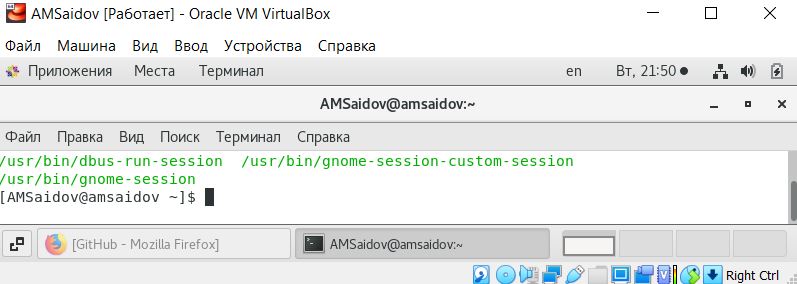 AMSaidov [Работает] - Oracle VM VirtualBox
Файл Машина Вид Ввод Устройства Справка
Приложения Места Терминал en Вт, 21:50
AMSaidov@amsaidov:~
Файл Правка Вид Поиск Терминал Справка
/usr/bin/dbus-run-session /usr/bin/gnome-session-custom-session
/usr/bin/gnome-session
[AMSaidov@amsaidov ~]$
[GitHub - Mozilla Firefox] AMSaidov@amsaidov:~
Right Ctrl